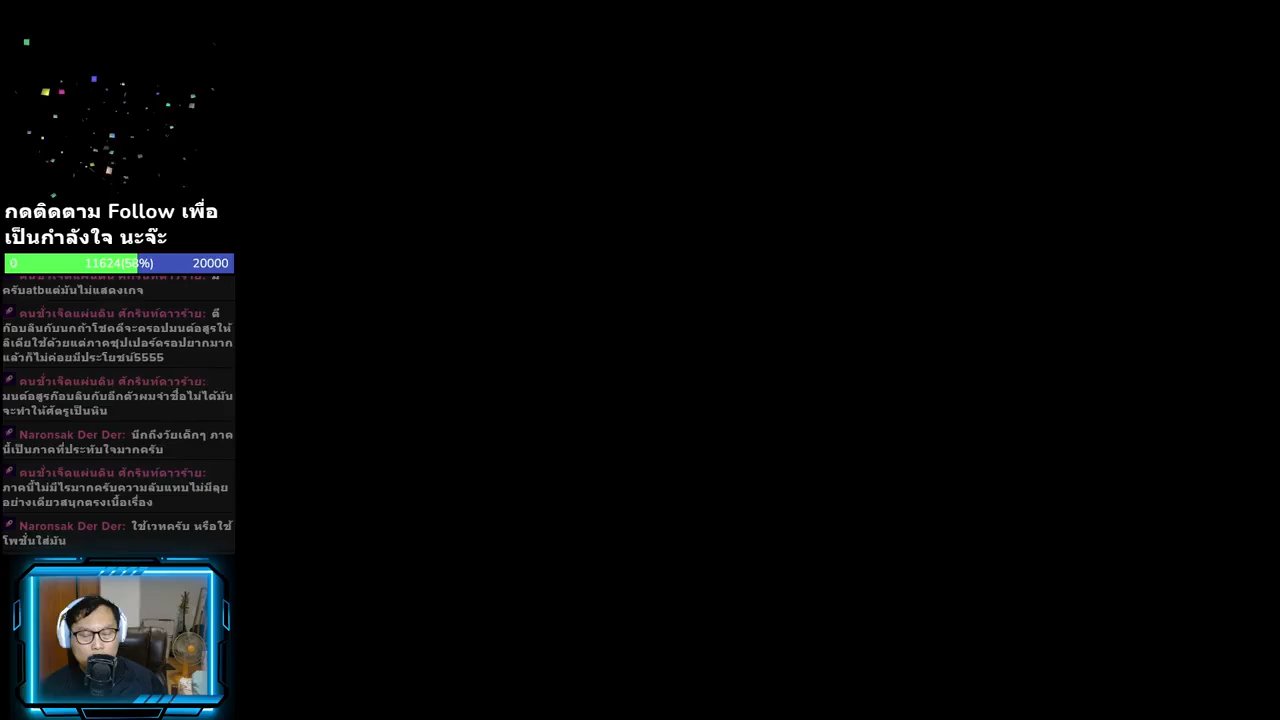 กดติดตาม Follow เพื่อ
เป็นกำลังใจ นะจ๊ะ
0 11624(58%) 20000
ครับatbแต่มันไม่แสดงเกจ
คนชั่วเจ็ดแผ่นดิน ศักรินท์ดาวร้าย: ตี
ก๊อบลินกับนกถ้าโชคดีจะดรอปมนต์อสูรให้
ลิเดียใช้ด้วยแต่ภาคซุปเปอร์ดรอปยากมาก
แล้วก็ไม่ค่อยมีประโยชน์5555
คนชั่วเจ็ดแผ่นดิน ศักรินท์ดาวร้าย:
มนต์อสูรก๊อบลินกับอีกตัวผมจำชื่อไม่ได้มัน
จะทำให้ศัตรูเป็นหิน
Naronsak Der Der: นึกถึงวัยเด็กๆ ภาค
นี้เป็นภาคที่ประทับใจมากครับ
คนชั่วเจ็ดแผ่นดิน ศักรินท์ดาวร้าย:
ภาคนี้ไม่มีไรมากครับความลับแทบไม่มีลุย
อย่างเดียวสนุกตรงเนื้อเรื่อง
Naronsak Der Der: ใช้เวทครับ หรือใช้
โพชั่นใส่มัน